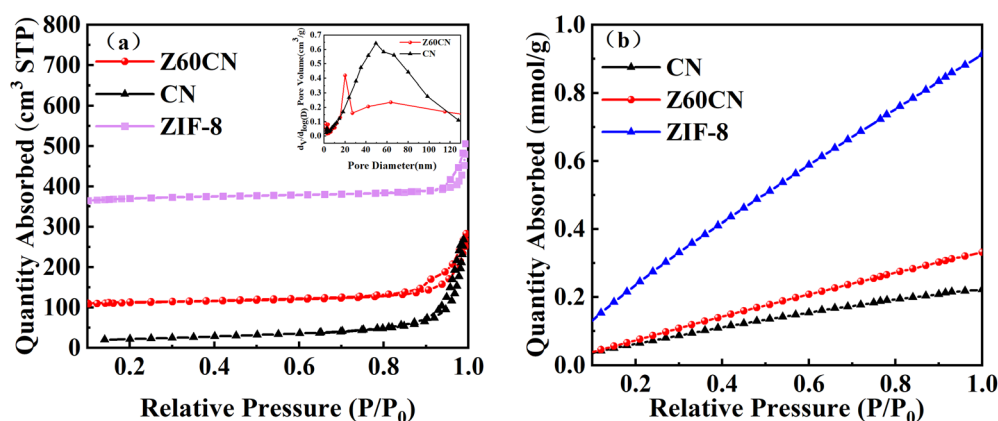 (a)
Quantity Absorbed (cm³ STP)
800
700
600
500
400
300
200
100
0
0.2
0.4
0.6
0.8
1.0
Relative Pressure (P/P₀)
Z60CN
CN
ZIF-8
dV/dlog(D) Pore Volume(cm³/g)
0.7
0.6
0.5
0.4
0.3
0.2
0.1
0.0
0
20
40
60
80
100
120
Pore Diameter(nm)
Z60CN
CN
(b)
Quantity Absorbed (mmol/g)
1.0
0.8
0.6
0.4
0.2
0.0
0.2
0.4
0.6
0.8
1.0
Relative Pressure (P/P₀)
CN
Z60CN
ZIF-8